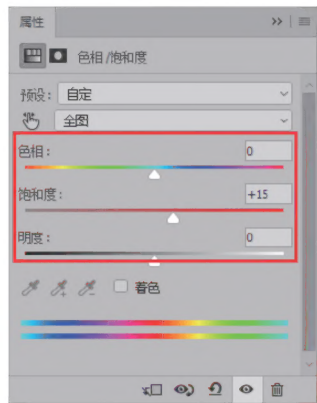 属性
色相/饱和度
预设： 自定
全图
色相： 0
饱和度： +15
明度： 0
着色